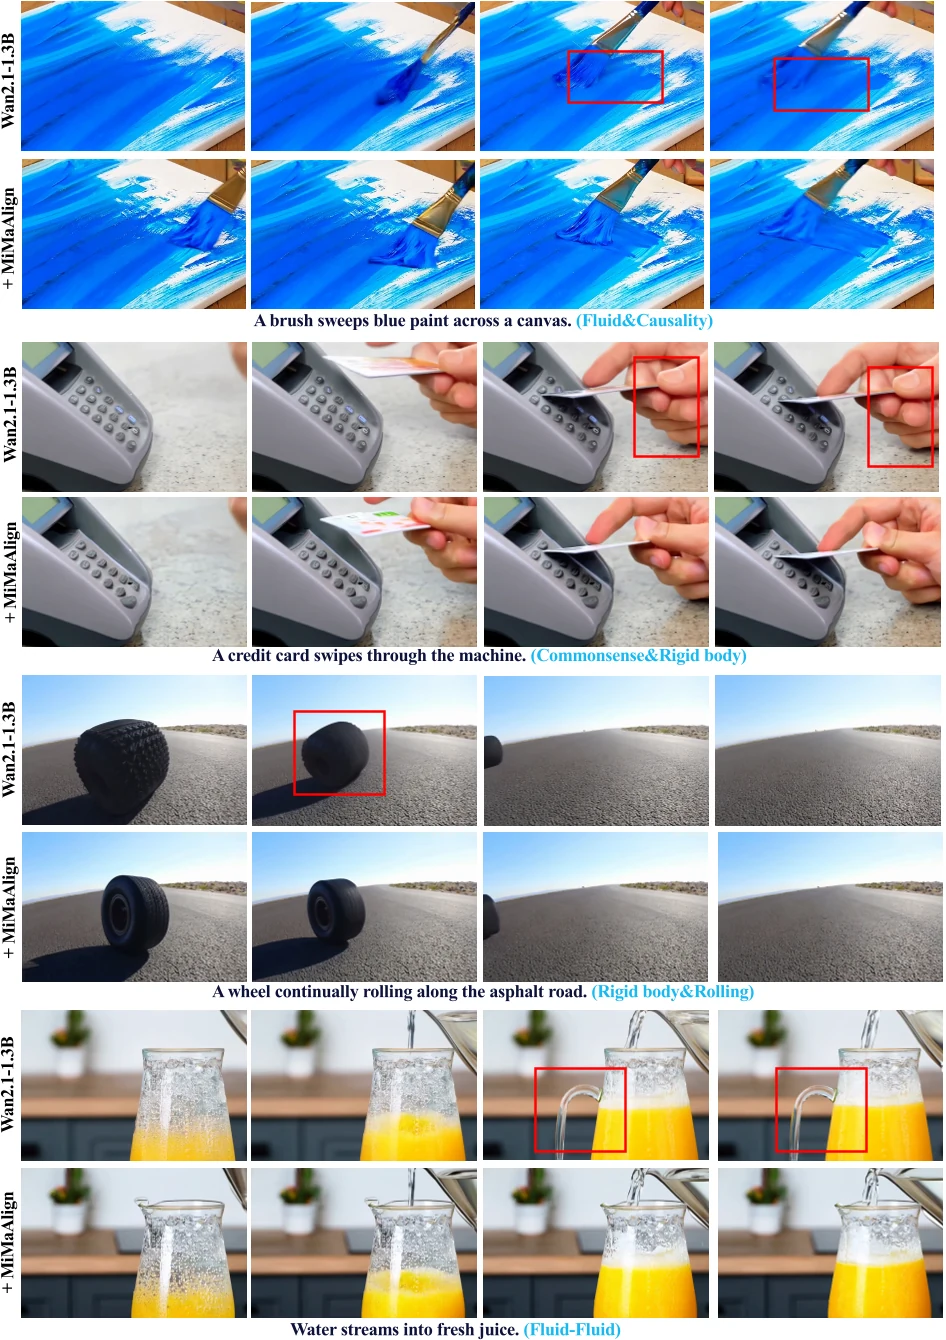 Wan2.1-1.3B
+ MiMaAlign
A brush sweeps blue paint across a canvas. (Fluid&Causality)
Wan2.1-1.3B
+ MiMaAlign
A credit card swipes through the machine. (Commonsense&Rigid body)
Wan2.1-1.3B
+ MiMaAlign
A wheel continually rolling along the asphalt road. (Rigid body&Rolling)
Wan2.1-1.3B
+ MiMaAlign
Water streams into fresh juice. (Fluid-Fluid)